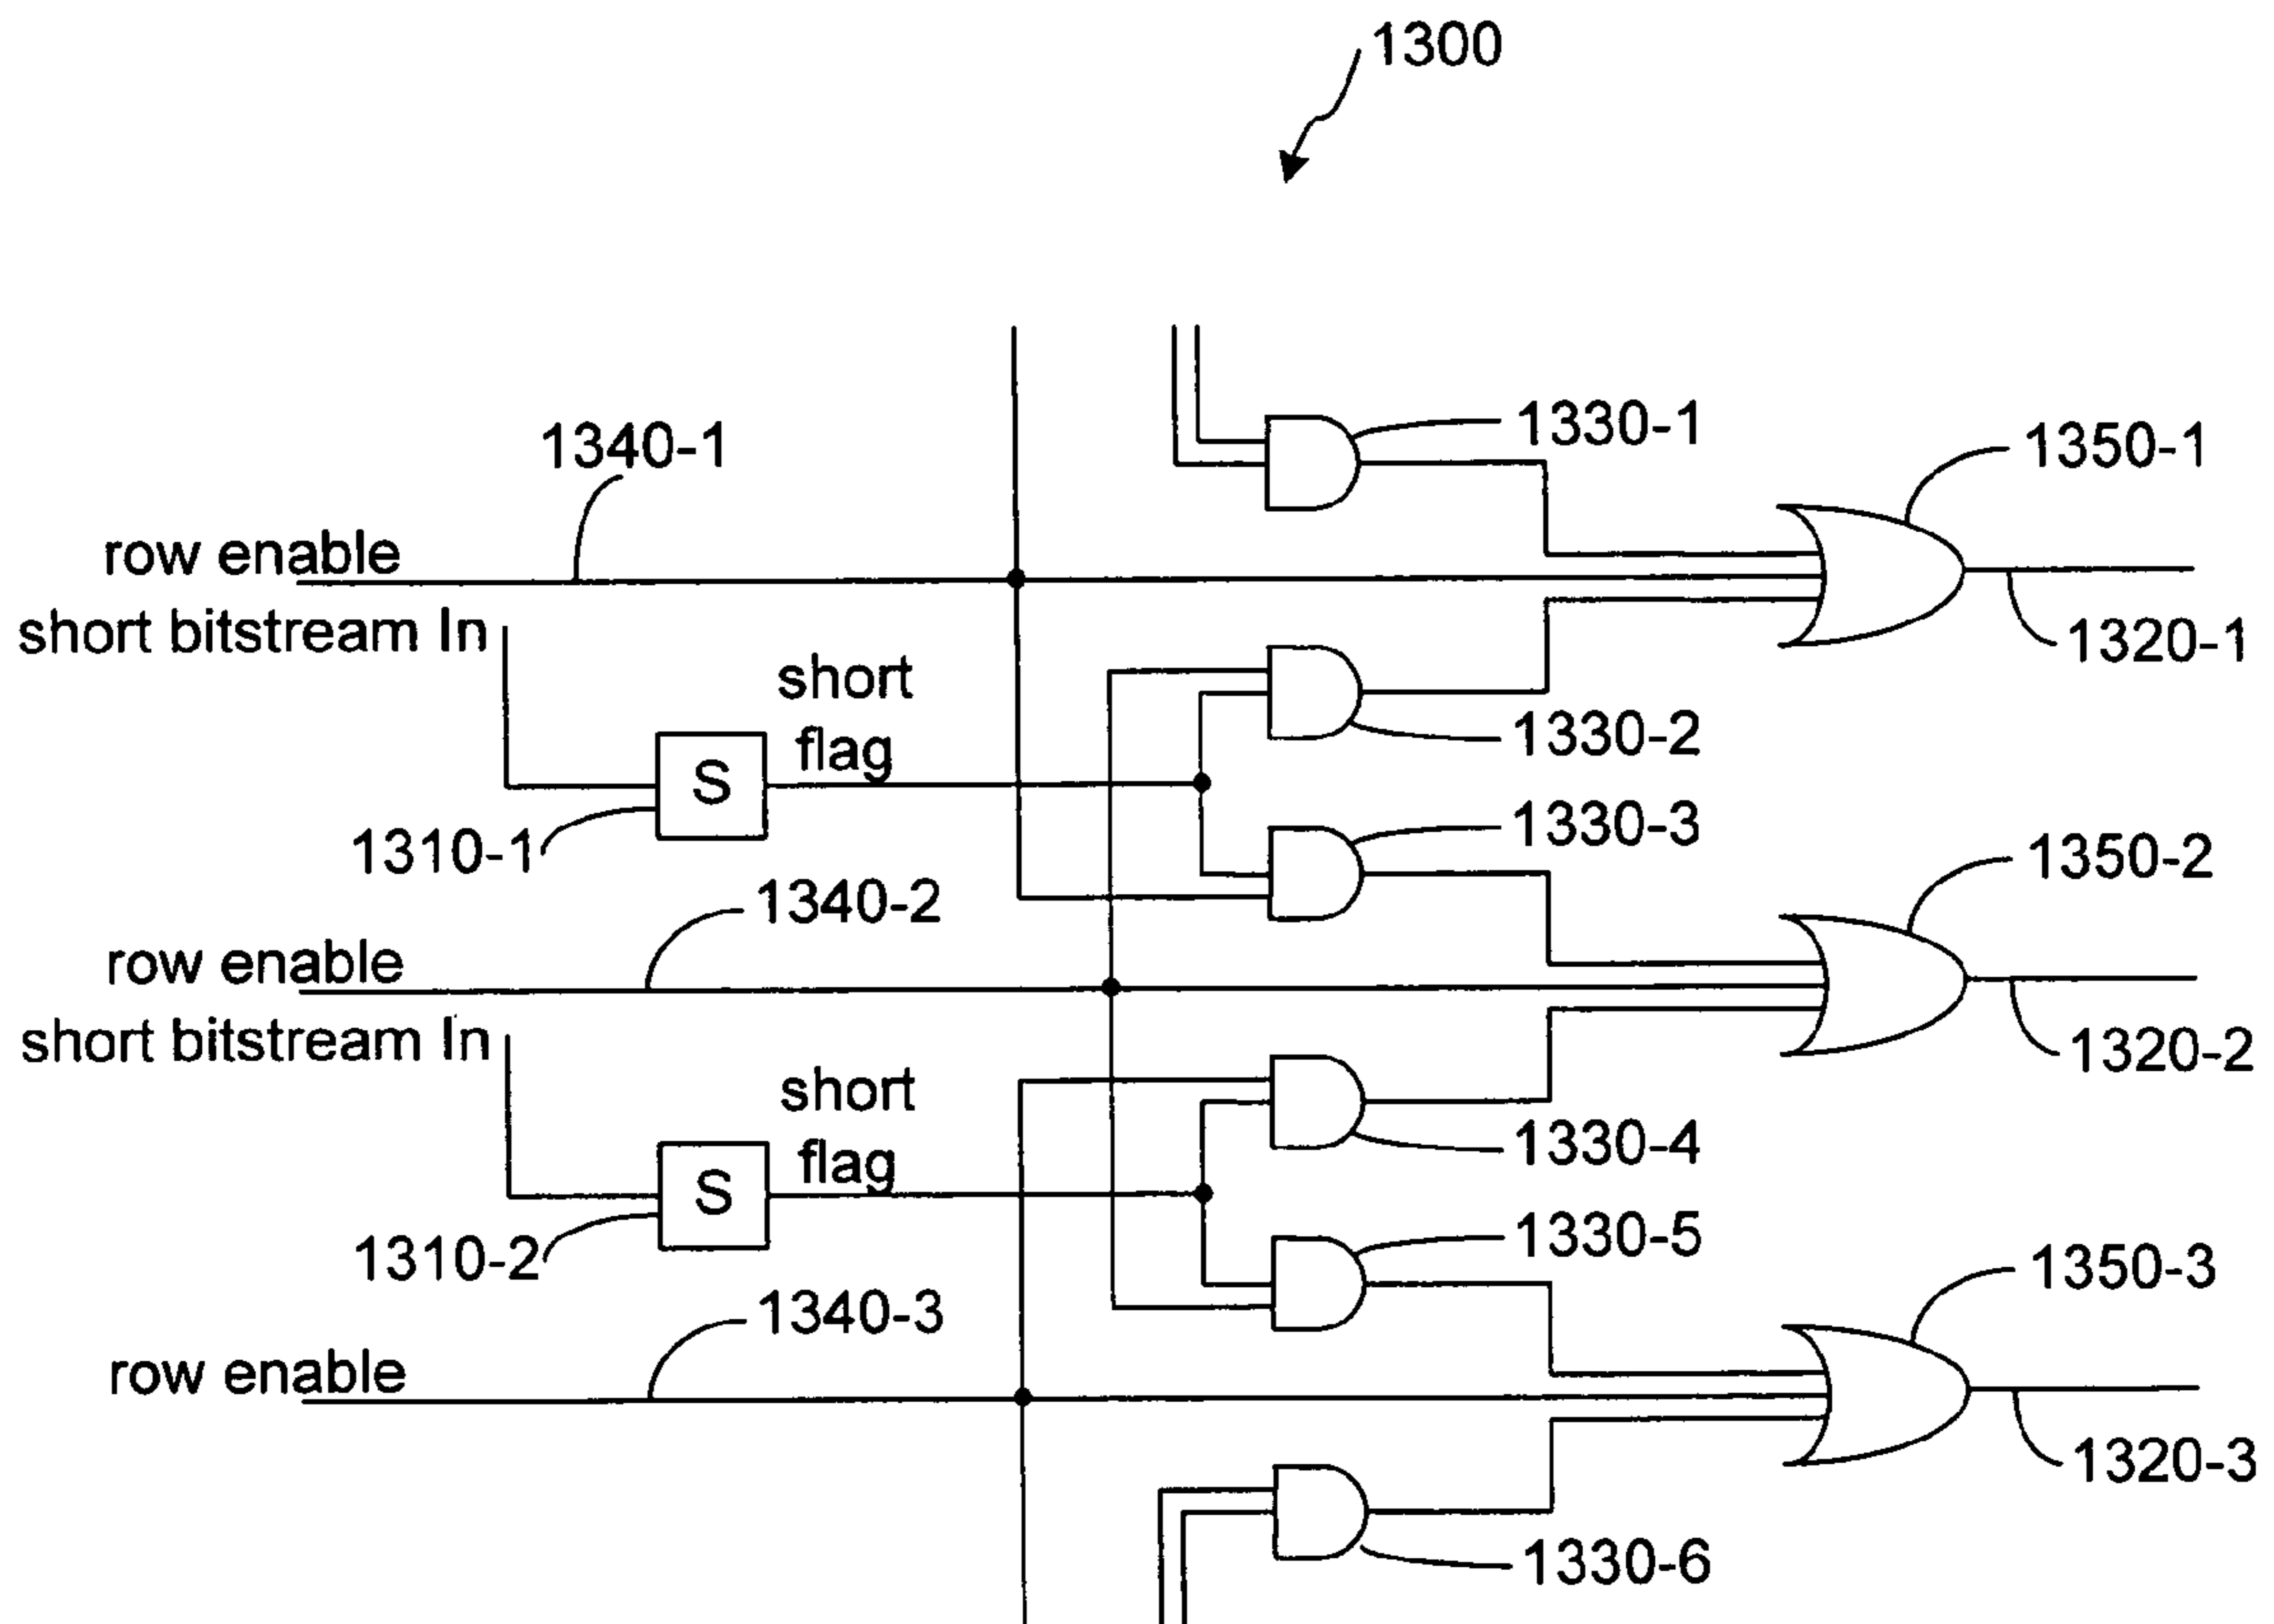 1300
1330-1
1340-1
1350-1
row enable
short bitstream In
1320-1
short
flag
1330-2
S
1310-1
1330-3
1340-2
1350-2
row enable
short bitstream In
1320-2
short
flag
1330-4
S
1310-2
1330-5
1340-3
1350-3
row enable
1320-3
1330-6